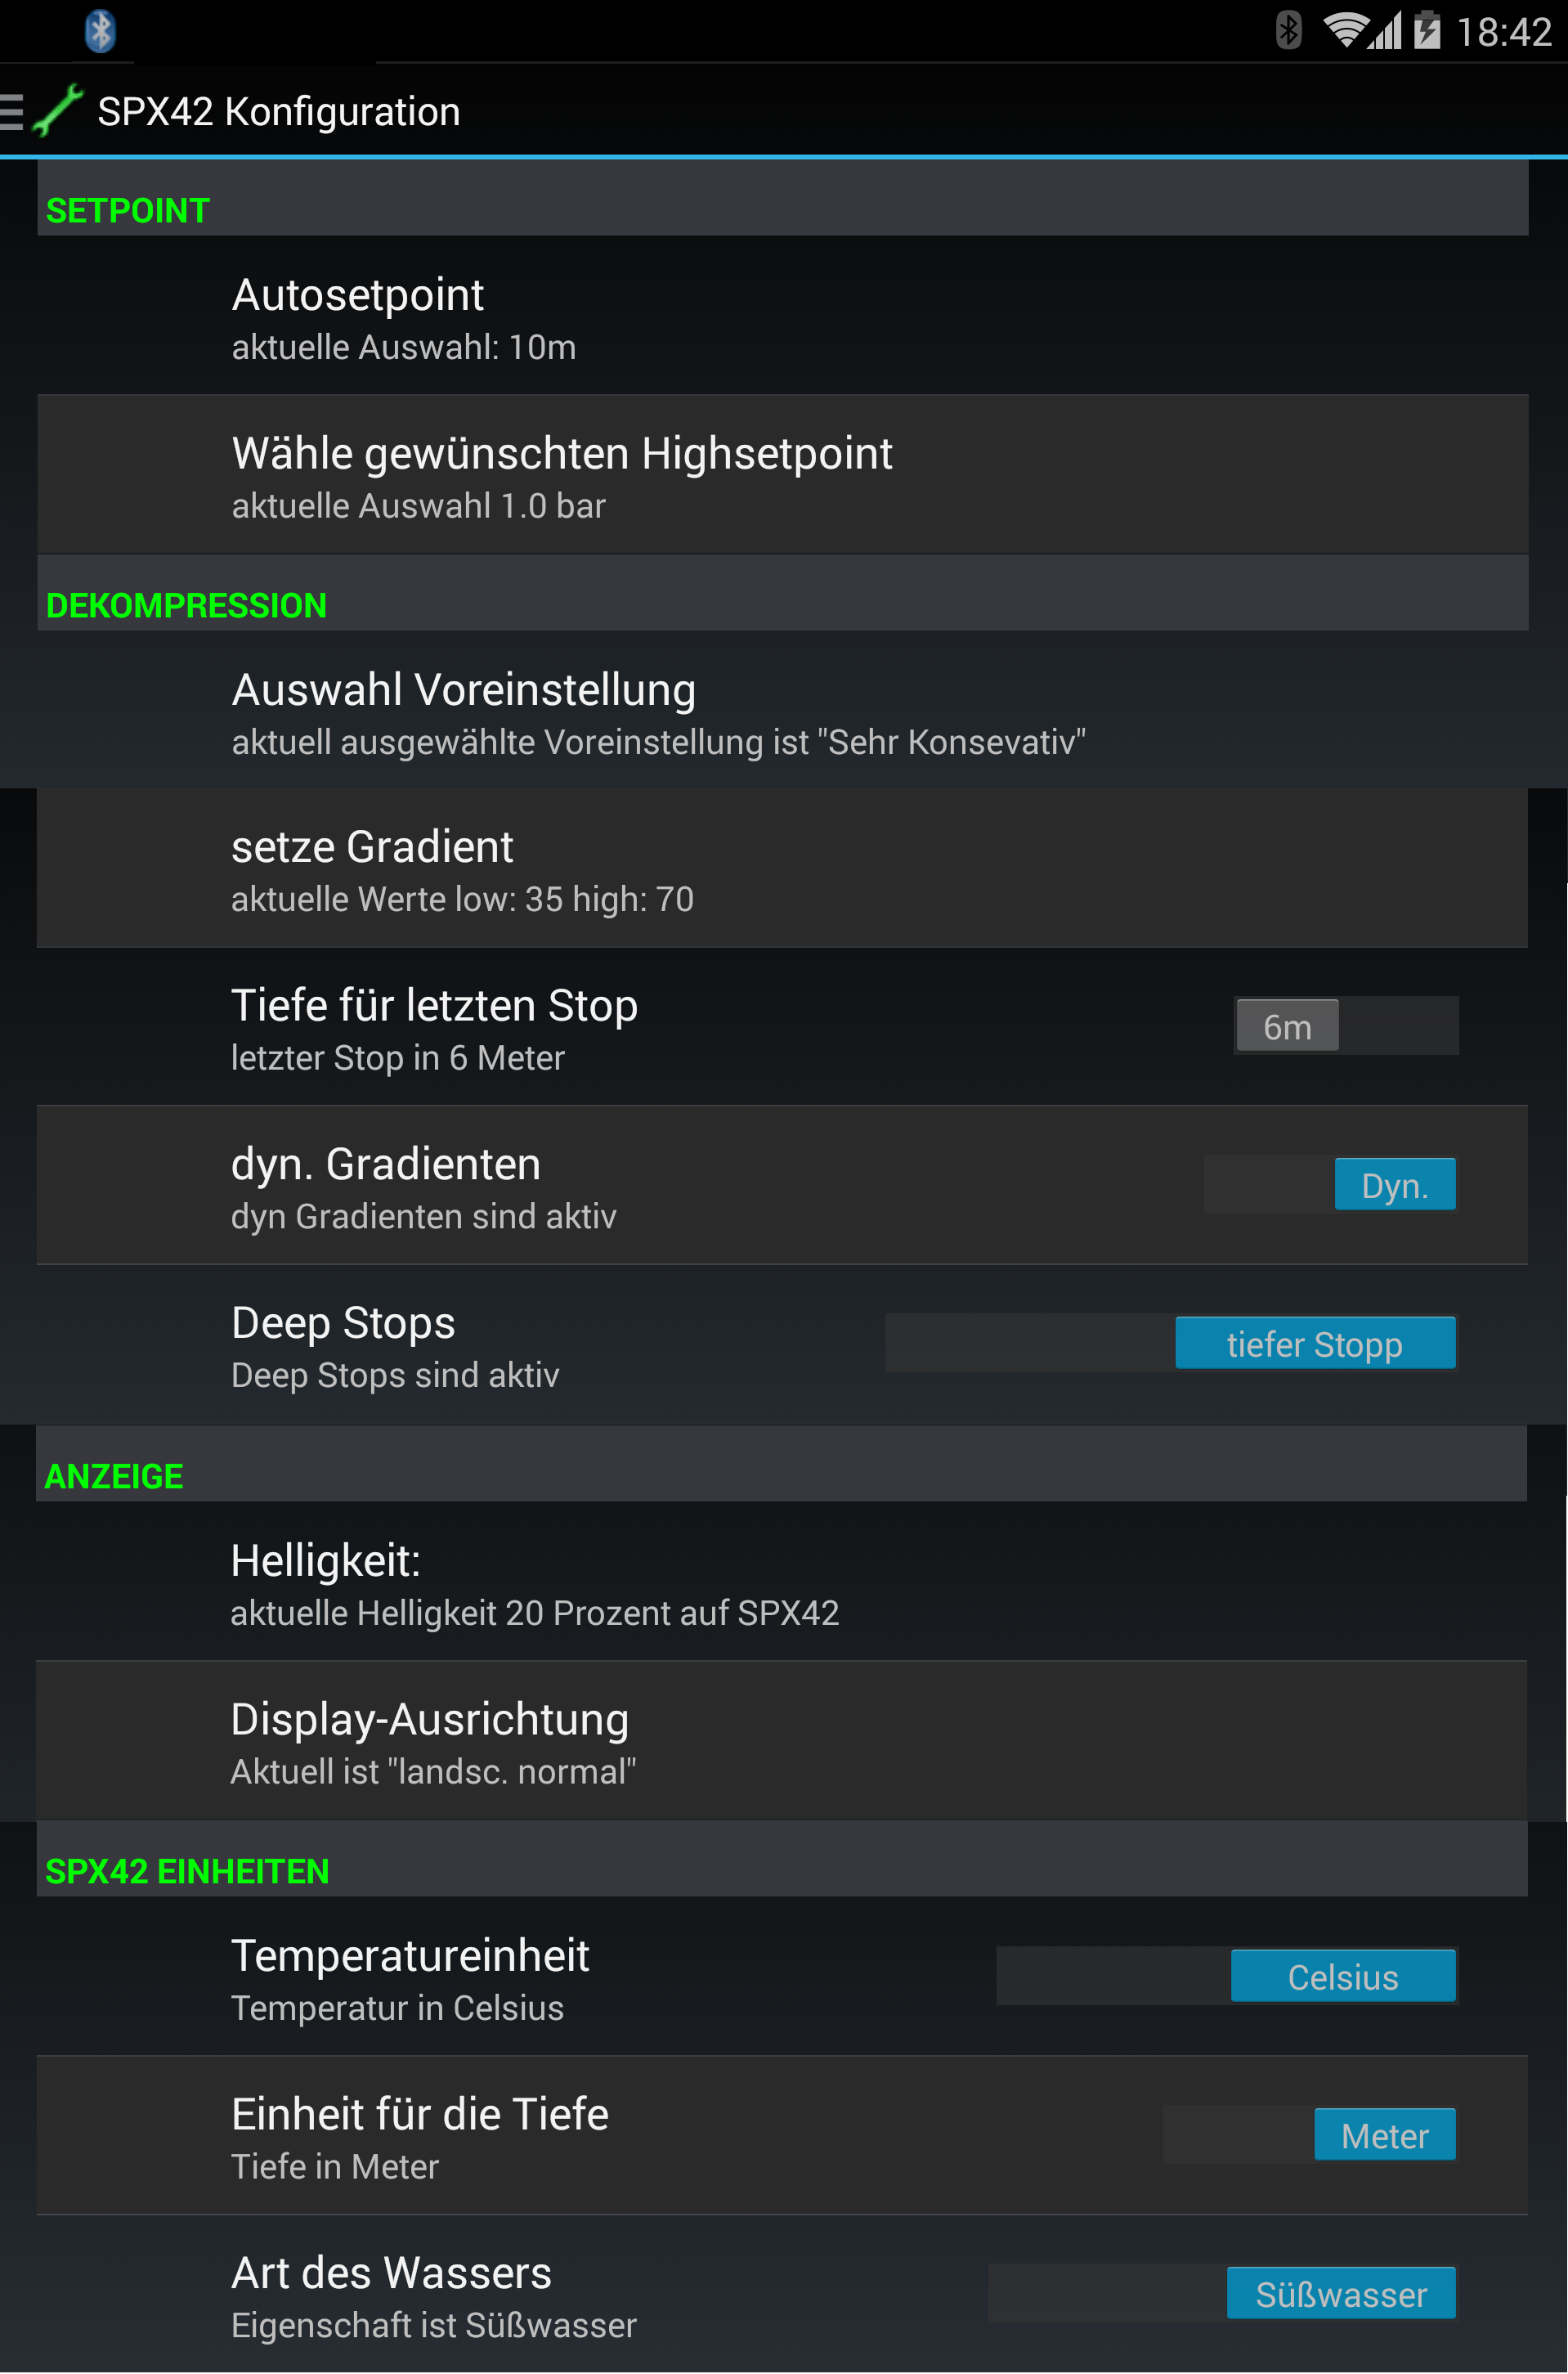 18:42
SPX42 Konfiguration
SETPOINT
Autosetpoint
aktuelle Auswahl: 10m
Wähle gewünschten Highsetpoint
aktuelle Auswahl 1.0 bar
DEKOMPRESSION
Auswahl Voreinstellung
aktuell ausgewählte Voreinstellung ist "Sehr Konsevativ"
setze Gradient
aktuelle Werte low: 35 high: 70
Tiefe für letzten Stop
6m
letzter Stop in 6 Meter
dyn. Gradienten
Dyn.
dyn Gradienten sind aktiv
Deep Stops
tiefer Stopp
Deep Stops sind aktiv
ANZEIGE
Helligkeit:
aktuelle Helligkeit 20 Prozent auf SPX42
Display-Ausrichtung
Aktuell ist "landsc. normal"
SPX42 EINHEITEN
Temperatureinheit
Celsius
Temperatur in Celsius
Einheit für die Tiefe
Meter
Tiefe in Meter
Art des Wassers
Süßwasser
Eigenschaft ist Süßwasser